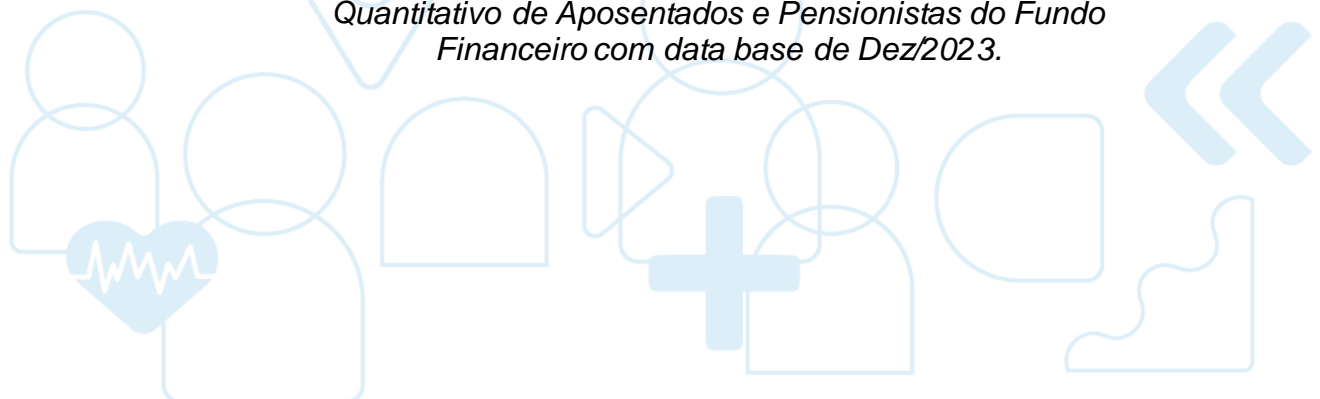 Quantitativo de Aposentados e Pensionistas do Fundo
Financeiro com data base de Dez/2023.